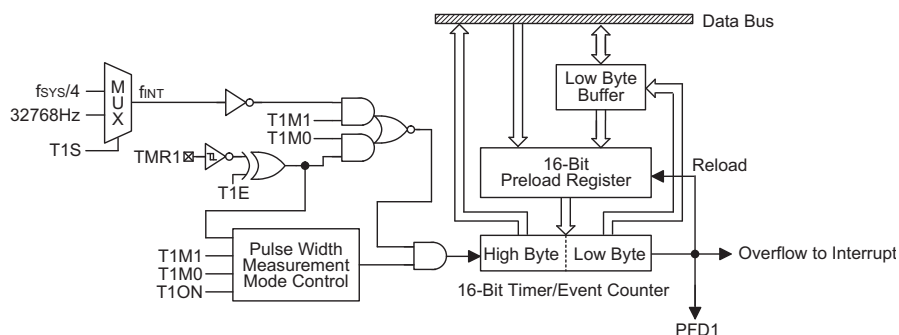 Data Bus
fSYS/4
32768Hz
T1S
MUX
fINT
T1M1
T1M0
TMR1
T1E
Low Byte
Buffer
16-Bit
Preload Register
Reload
T1M1
T1M0
T1ON
Pulse Width
Measurement
Mode Control
High Byte
Low Byte
Overflow to Interrupt
16-Bit Timer/Event Counter
PFD1